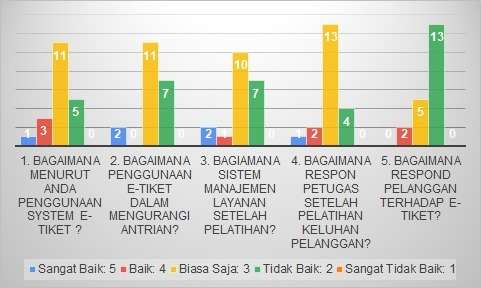 1 3 11 5 0
2 0 11 7 0
2 1 10 7 0
1 2 13 4 0
0 2 5 13 0
1. BAGAIMANA
MENURUT
ANDA
PENGGUNAAN
SYSTEM E-
TIKET ?
2. BAGAIMANA
PENGGUNAAN
E-TIKET
DALAM
MENGURANGI
ANTRIAN?
3. BAGIAMANA
SISTEM
MANAJEMEN
LAYANAN
SETELAH
PELATIHAN?
4. BAGAIMANA
RESPON
PETUGAS
SETELAH
PELATIHAN
KELUHAN
PELANGGAN?
5. BAGAIMANA
RESPOND
PELANGGAN
TERHADAP E-
TIKET?
Sangat Baik: 5 Baik: 4 Biasa Saja: 3 Tidak Baik: 2 Sangat Tidak Baik: 1